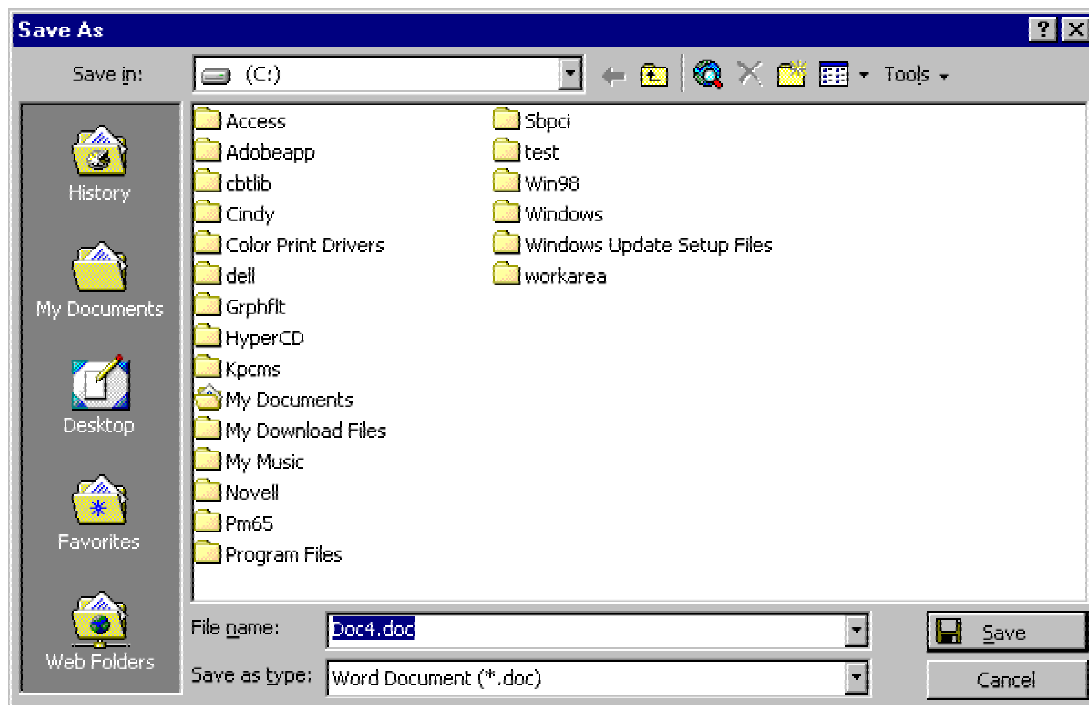 Save As
Save in: (C:) Tools
History
My Documents
Desktop
Favorites
Web Folders
Access
Adobeapp
cbtlib
Cindy
Color Print Drivers
dell
Grphflt
HyperCD
Kpcms
My Documents
My Download Files
My Music
Novell
Pm65
Program Files
Sbpci
test
Win98
Windows
Windows Update Setup Files
workarea
File name: Doc4.doc Save
Save as type: Word Document (*.doc) Cancel